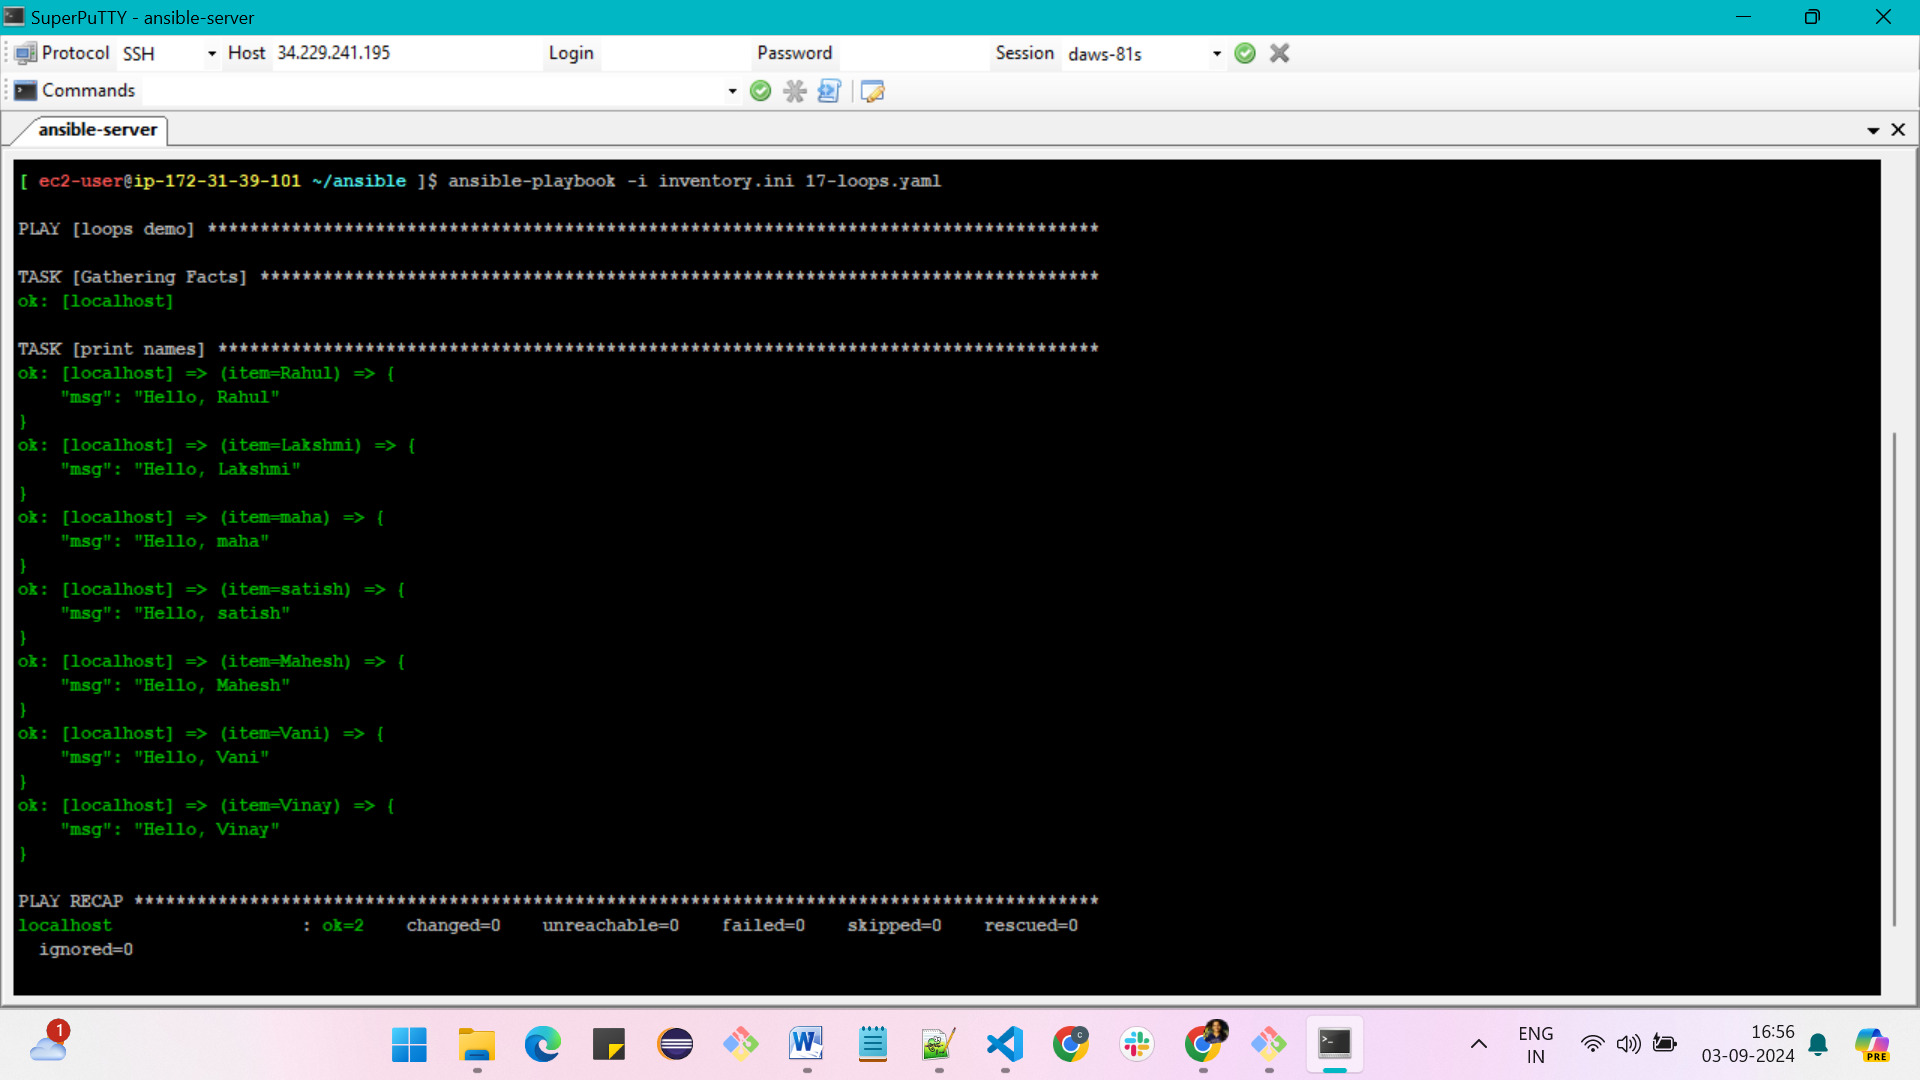 SuperPuTTY - ansible-server
Protocol SSH Host 34.229.241.195 Login Password Session daws-81s
Commands
ansible-server
[ ec2-user@ip-172-31-39-101 ~/ansible ]$ ansible-playbook -i inventory.ini 17-loops.yaml
PLAY [loops demo] *************************************************************************************
TASK [Gathering Facts] ********************************************************************************
ok: [localhost]
TASK [print names] ************************************************************************************
ok: [localhost] => (item=Rahul) => {
"msg": "Hello, Rahul"
}
ok: [localhost] => (item=Lakshmi) => {
"msg": "Hello, Lakshmi"
}
ok: [localhost] => (item=maha) => {
"msg": "Hello, maha"
}
ok: [localhost] => (item=satish) => {
"msg": "Hello, satish"
}
ok: [localhost] => (item=Mahesh) => {
"msg": "Hello, Mahesh"
}
ok: [localhost] => (item=Vani) => {
"msg": "Hello, Vani"
}
ok: [localhost] => (item=Vinay) => {
"msg": "Hello, Vinay"
}
PLAY RECAP ********************************************************************************************
localhost : ok=2 changed=0 unreachable=0 failed=0 skipped=0 rescued=0
ignored=0
1
ENG
IN
16:56
03-09-2024
PRE